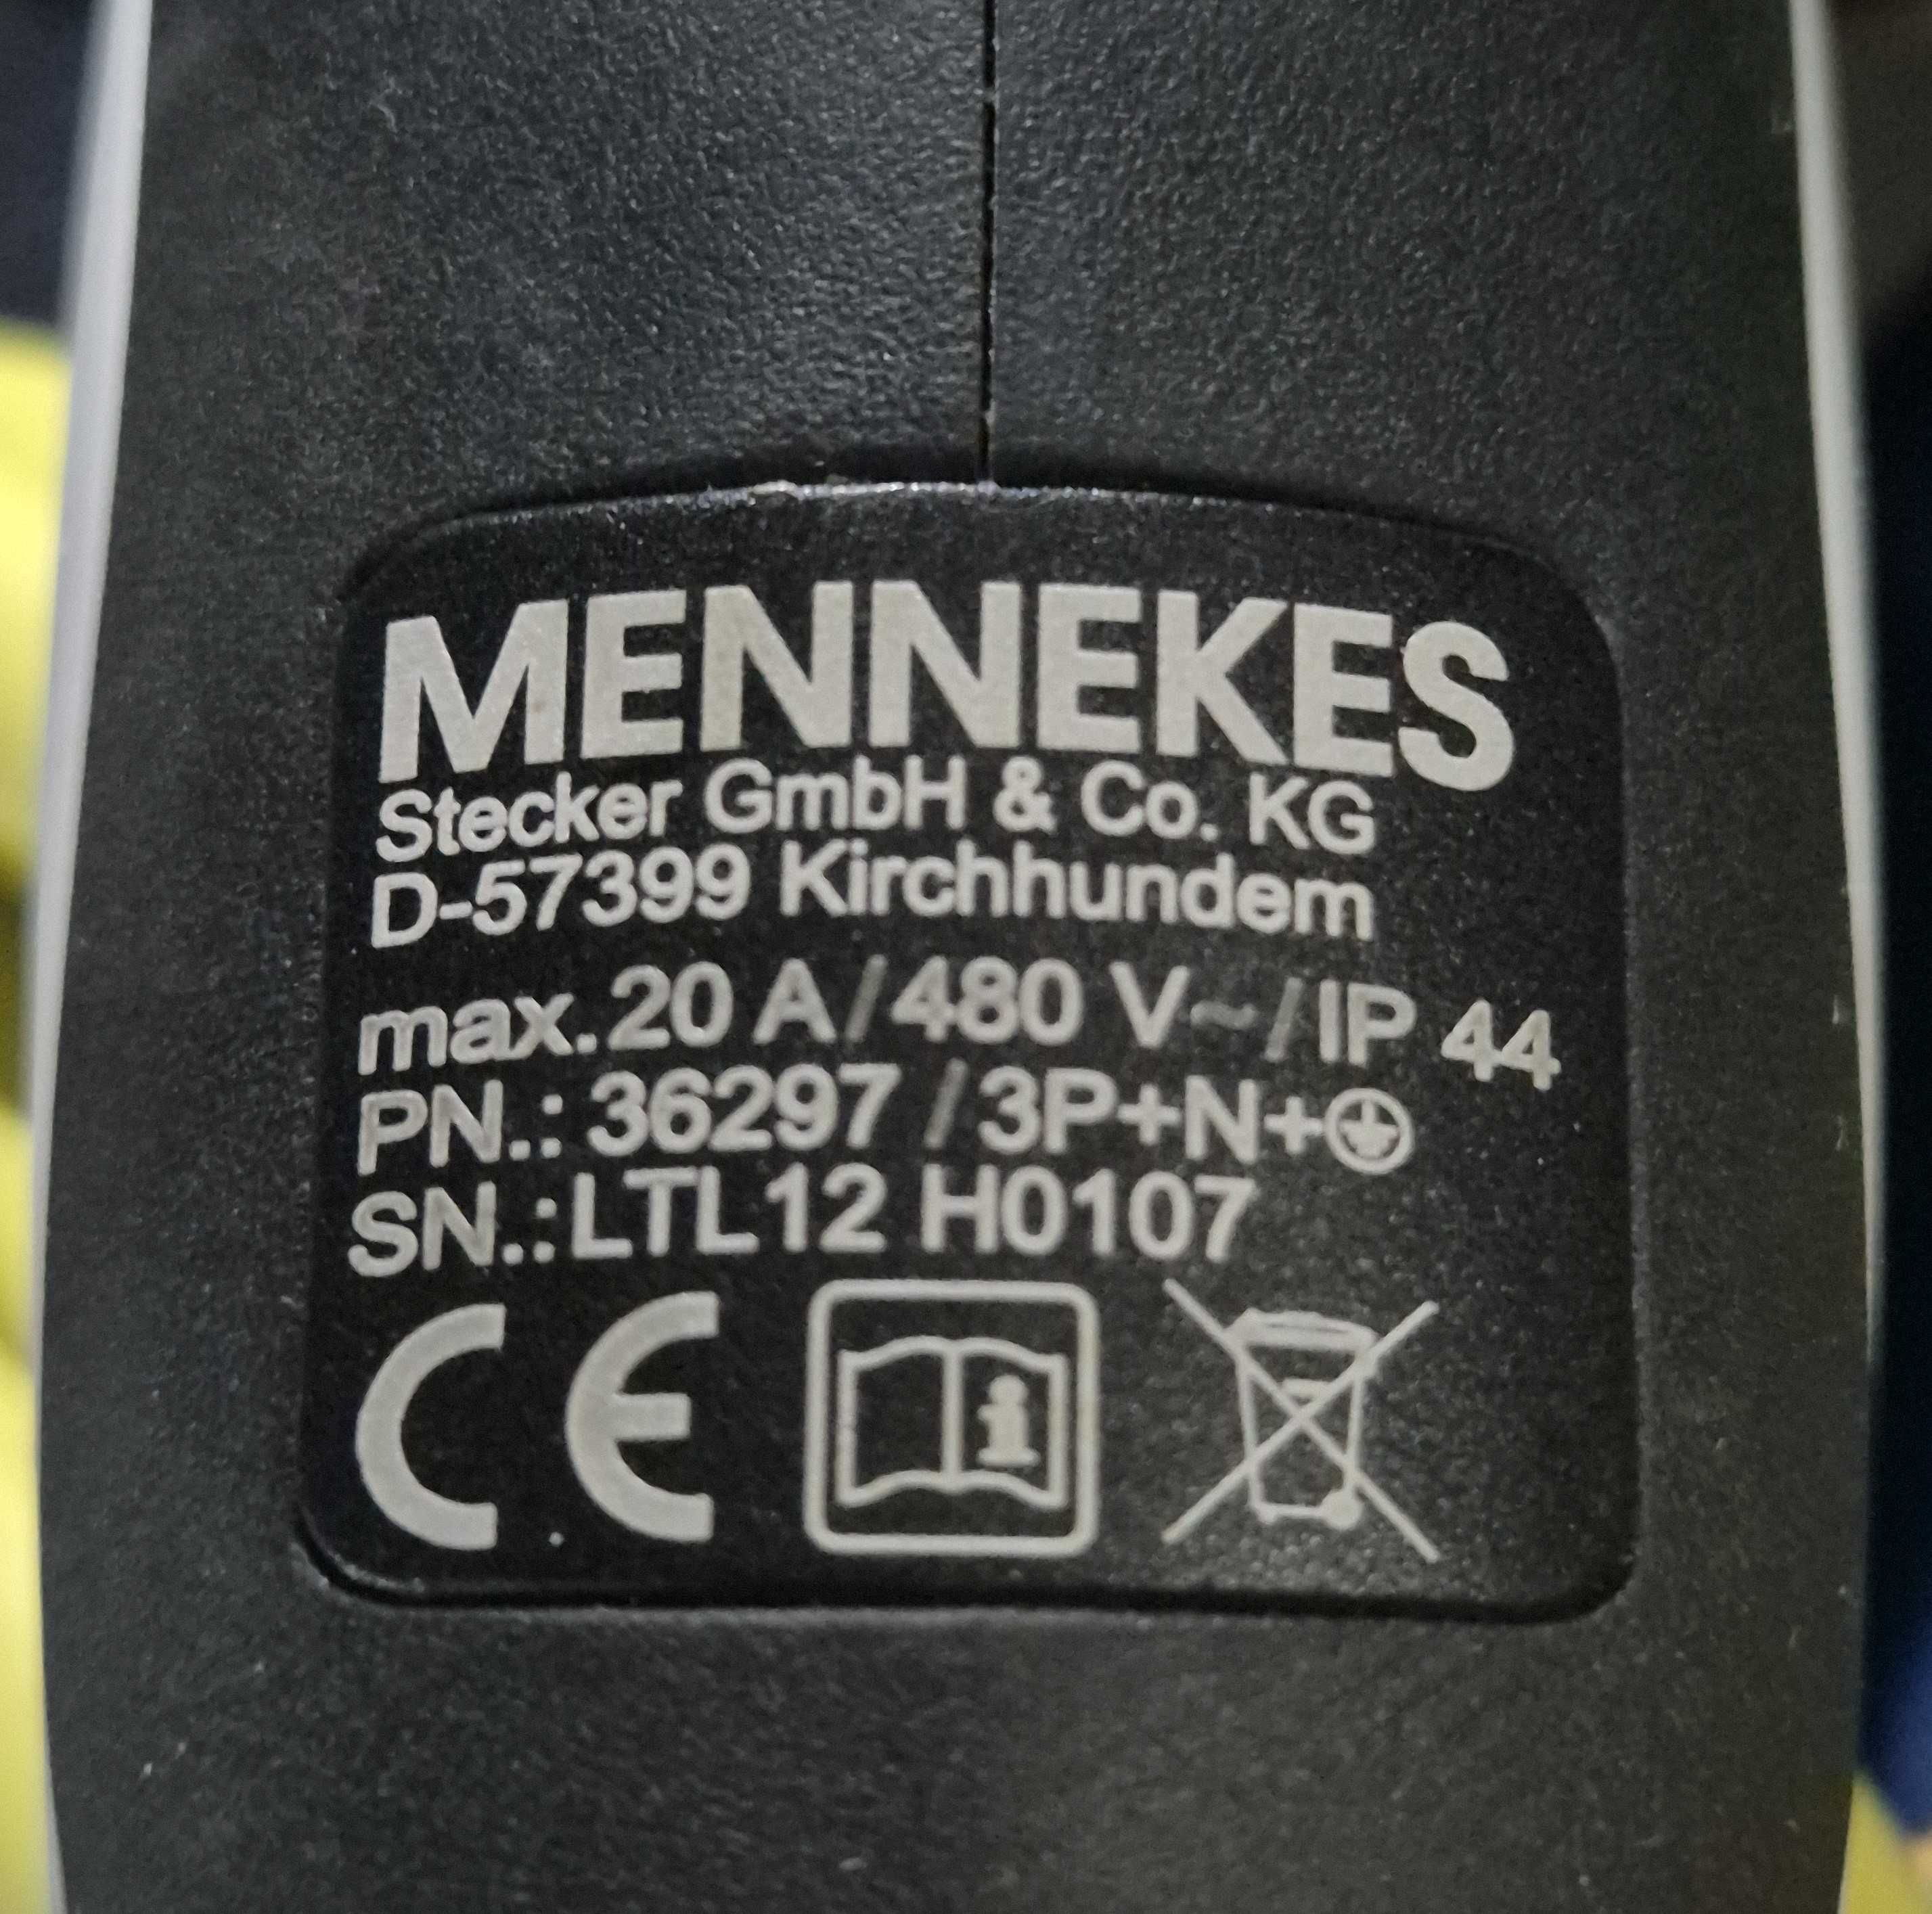 MENNEKES
Stecker GmbH & Co. KG
D-57399 Kirchhundem
max. 20 A / 480 V ~ / IP 44
PN.: 36297 / 3P+N+⏚
SN.: LTL12 H0107
CE